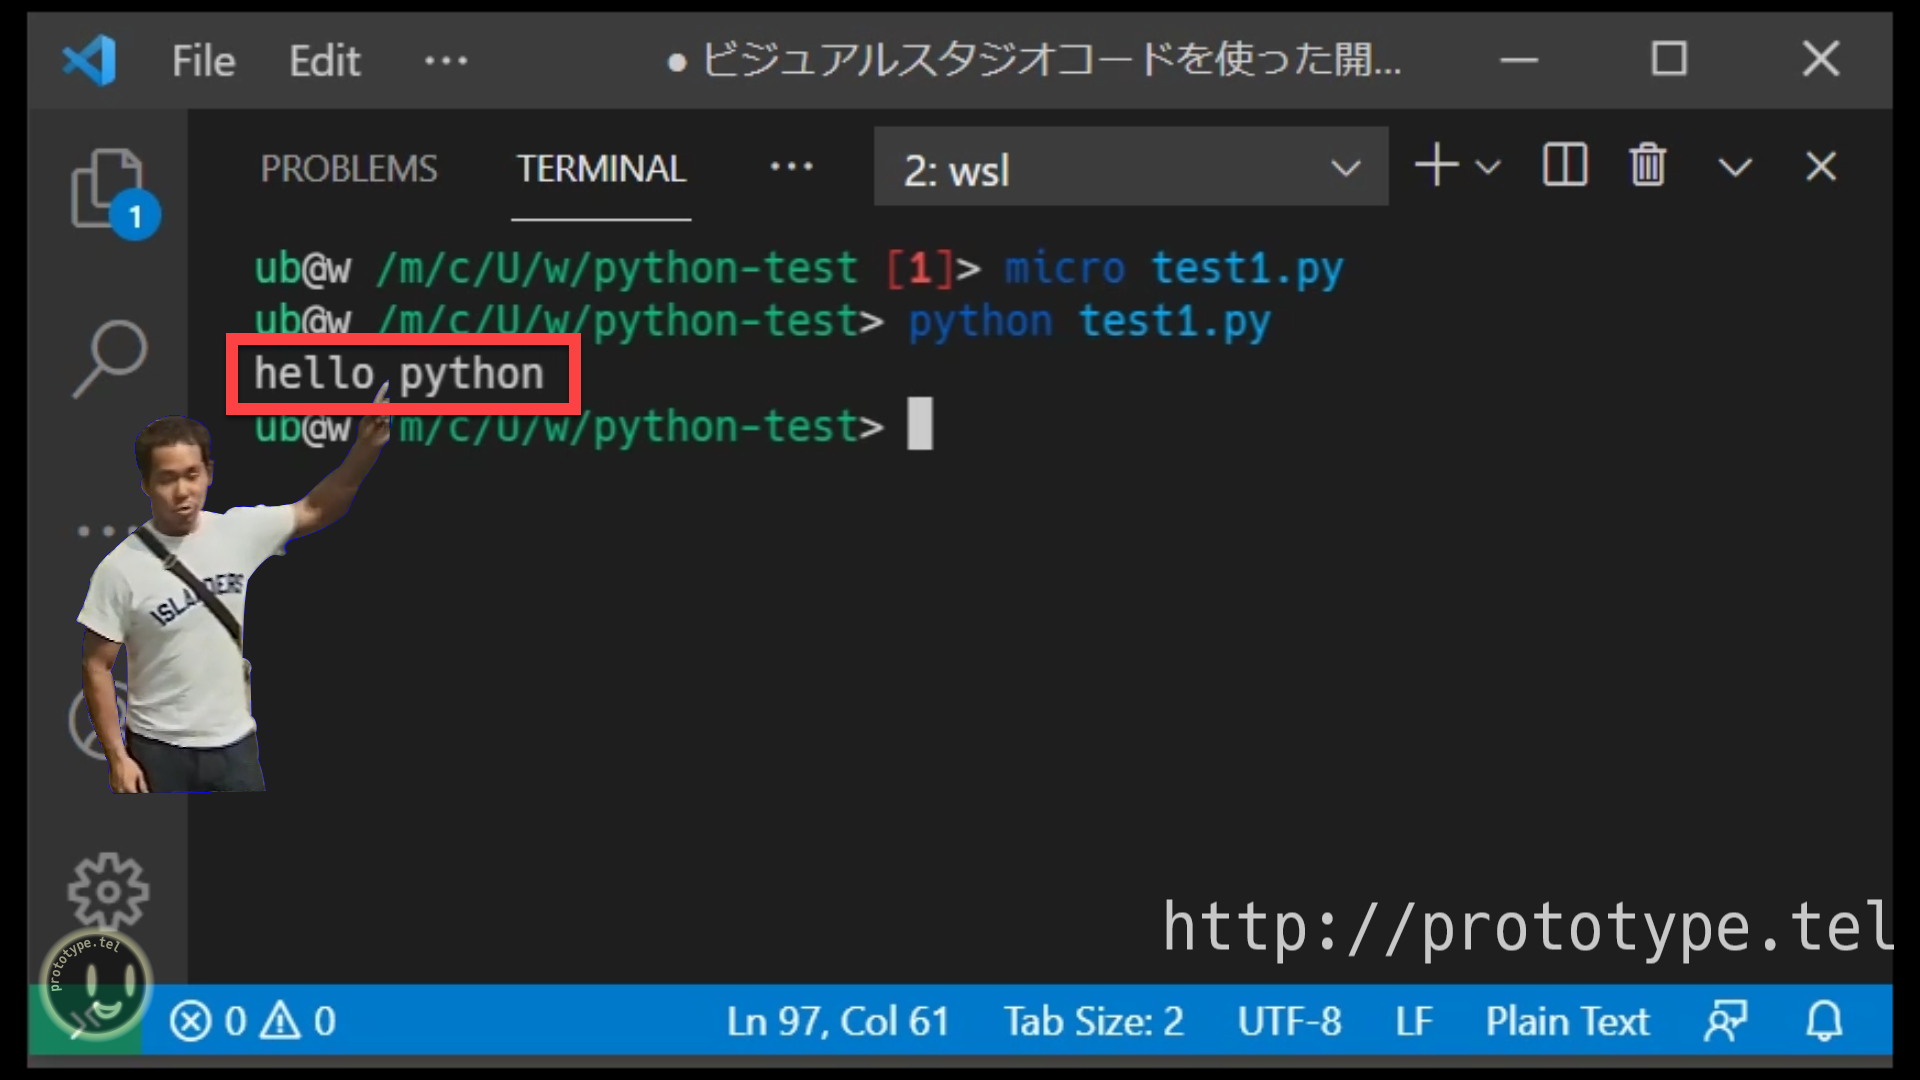 File Edit ··· ● ビジュアルスタジオコードを使った開...
PROBLEMS TERMINAL ··· 2: wsl
1
ub@w /m/c/U/w/python-test [1]> micro test1.py
ub@w /m/c/U/w/python-test> python test1.py
hello python
ub@w /m/c/U/w/python-test>
ISLANDERS
http://prototype.tel
prototype.tel
0 0 Ln 97, Col 61 Tab Size: 2 UTF-8 LF Plain Text